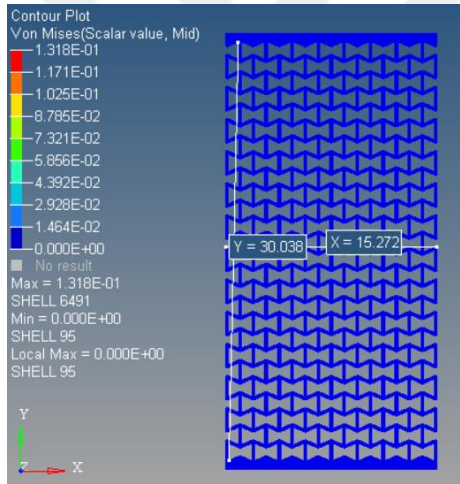 Contour Plot
Von Mises(Scalar value, Mid)
1.318E-01
1.171E-01
1.025E-01
8.785E-02
7.321E-02
5.856E-02
4.392E-02
2.928E-02
1.464E-02
0.000E+00
No result
Max = 1.318E-01
SHELL 6491
Min = 0.000E+00
SHELL 95
Local Max = 0.000E+00
SHELL 95
Y = 30.038
X = 15.272
Y
Z
X